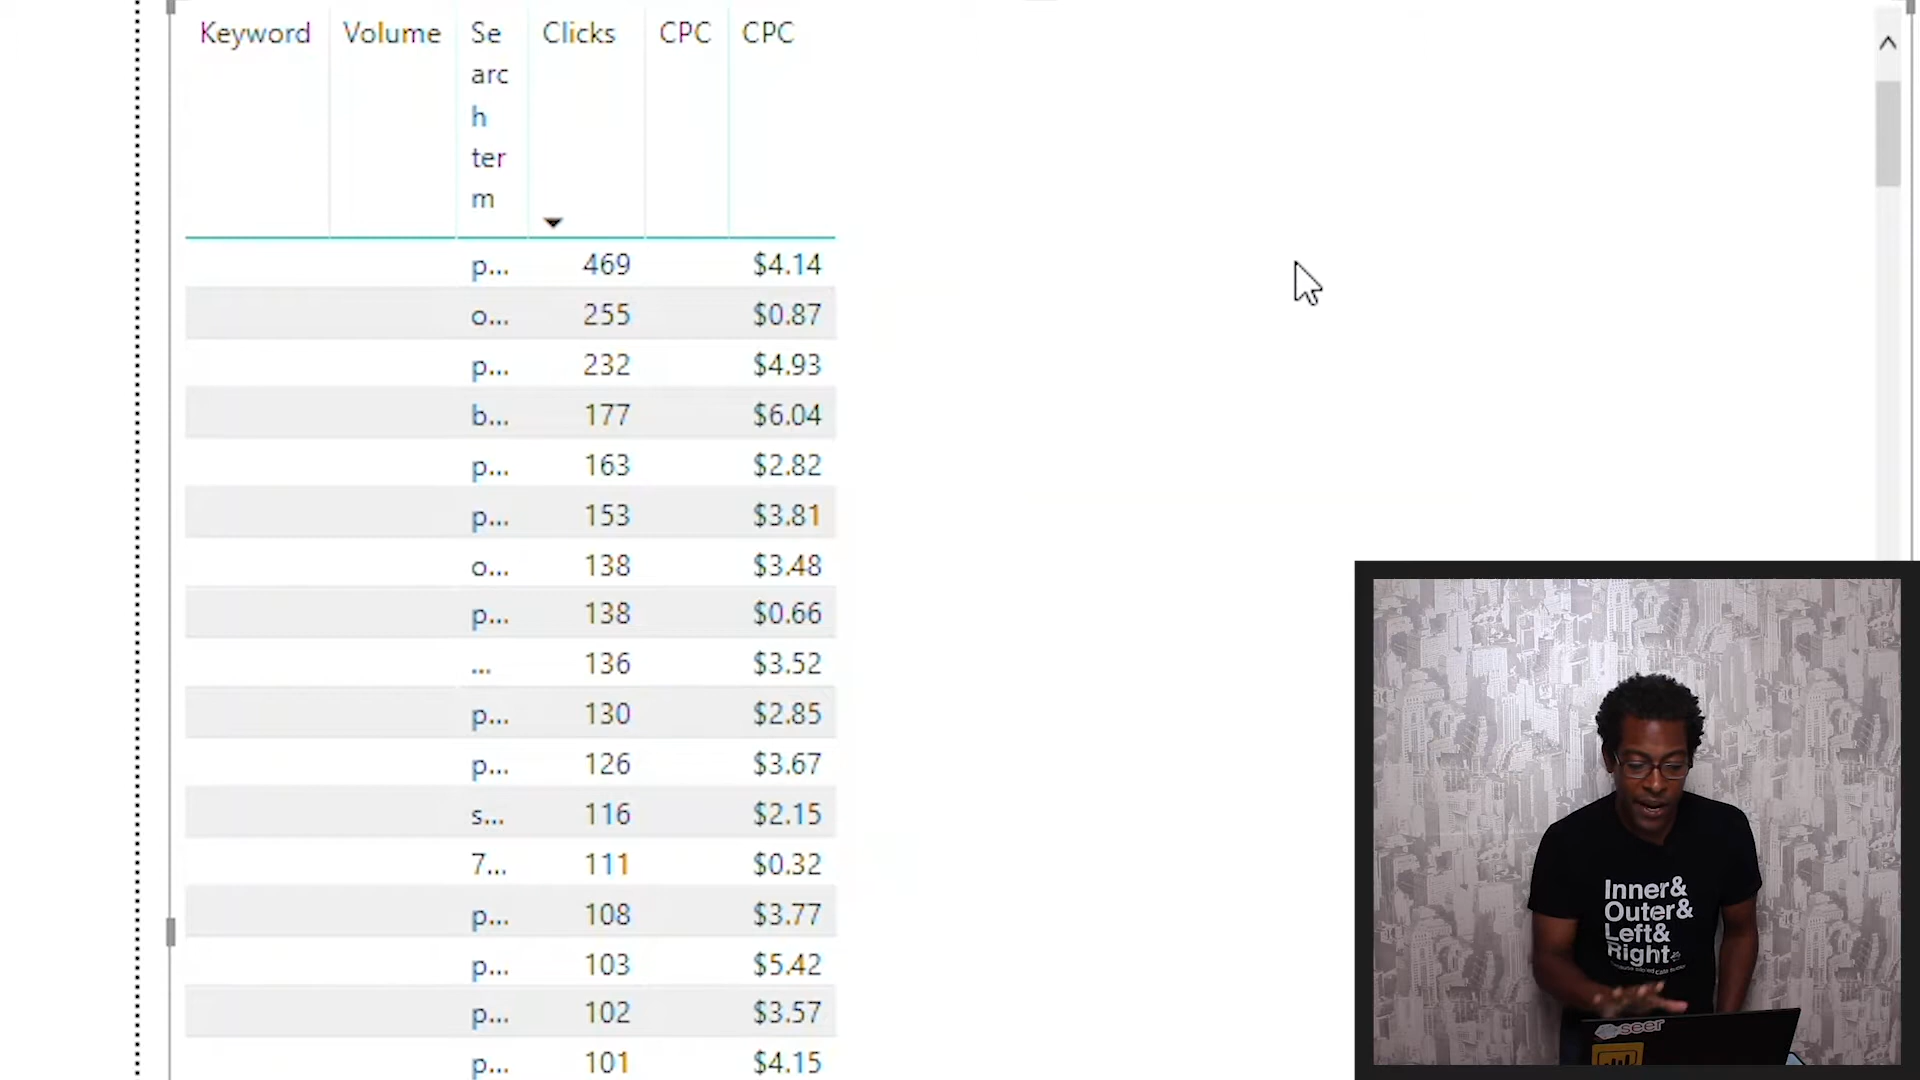 Keyword Volume Se Clicks CPC CPC
arc
h
ter
m
p... 469 $4.14
o... 255 $0.87
p... 232 $4.93
b... 177 $6.04
p... 163 $2.82
p... 153 $3.81
o... 138 $3.48
p... 138 $0.66
... 136 $3.52
p... 130 $2.85
p... 126 $3.67
s... 116 $2.15
7... 111 $0.32
p... 108 $3.77
p... 103 $5.42
p... 102 $3.57
p... 101 $4.15
Inner&
Outer&
Left&
Right
seer